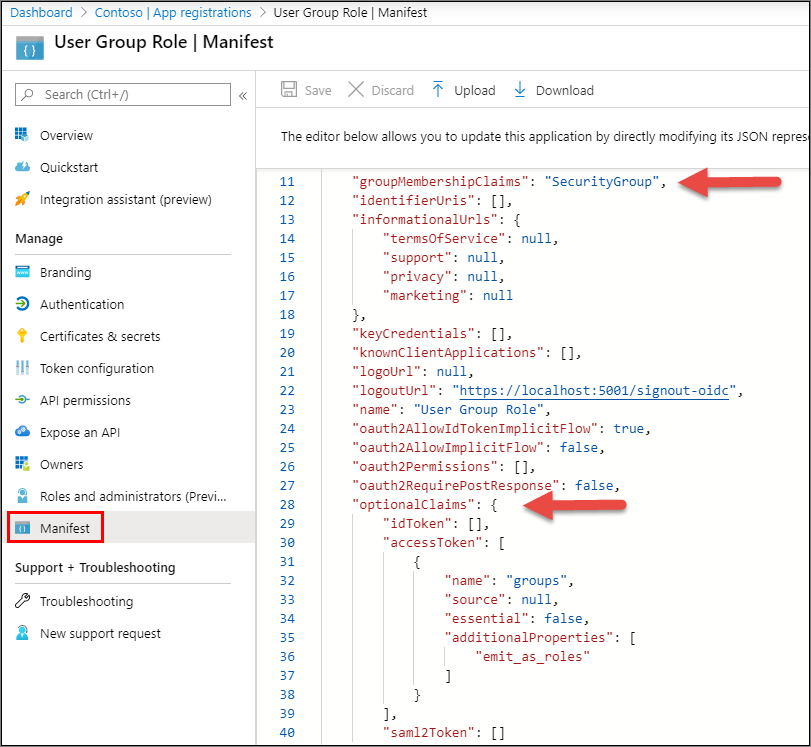 Dashboard > Contoso | App registrations > User Group Role | Manifest
User Group Role | Manifest
Search (Ctrl+/)
«
Overview
Quickstart
Integration assistant (preview)
Manage
Branding
Authentication
Certificates & secrets
Token configuration
API permissions
Expose an API
Owners
Roles and administrators (Previ...
Manifest
Support + Troubleshooting
Troubleshooting
New support request
Save Discard Upload Download
The editor below allows you to update this application by directly modifying its JSON represe
11 "groupMembershipClaims": "SecurityGroup",
12 "identifierUris": [],
13 "informationalUrls": {
14 "termsOfService": null,
15 "support": null,
16 "privacy": null,
17 "marketing": null
18 },
19 "keyCredentials": [],
20 "knownClientApplications": [],
21 "logoUrl": null,
22 "logoutUrl": "https://localhost:5001/signout-oidc",
23 "name": "User Group Role",
24 "oauth2AllowIdTokenImplicitFlow": true,
25 "oauth2AllowImplicitFlow": false,
26 "oauth2Permissions": [],
27 "oauth2RequirePostResponse": false,
28 "optionalClaims": {
29 "idToken": [],
30 "accessToken": [
31 {
32 "name": "groups",
33 "source": null,
34 "essential": false,
35 "additionalProperties": [
36 "emit_as_roles"
37 ]
38 }
39 ],
40 "saml2Token": []